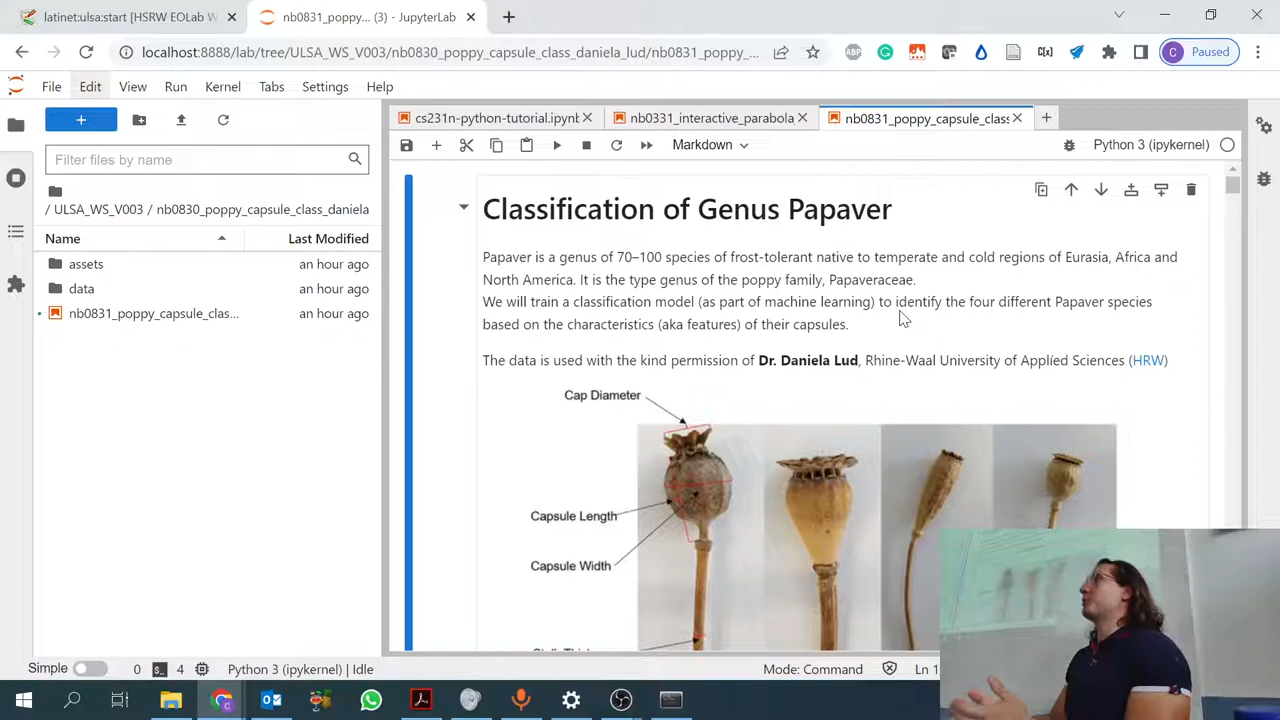 latinet:ulsa:start [HSRW EOLab W
nb0831_poppy_... (3) - JupyterLab
localhost:8888/lab/tree/ULSA_WS_V003/nb0830_poppy_capsule_class_daniela_lud/nb0831_poppy_...
ABP
C[x]
C
Paused
File Edit View Run Kernel Tabs Settings Help
cs231n-python-tutorial.ipynb
nb0331_interactive_parabola
nb0831_poppy_capsule_class
Markdown
Python 3 (ipykernel)
Filter files by name
/ ULSA_WS_V003 / nb0830_poppy_capsule_class_daniela
Name Last Modified
assets an hour ago
data an hour ago
nb0831_poppy_capsule_clas... an hour ago
Classification of Genus Papaver
Papaver is a genus of 70–100 species of frost-tolerant native to temperate and cold regions of Eurasia, Africa and
North America. It is the type genus of the poppy family, Papaveraceae.
We will train a classification model (as part of machine learning) to identify the four different Papaver species
based on the characteristics (aka features) of their capsules.
The data is used with the kind permission of Dr. Daniela Lud, Rhine-Waal University of Applied Sciences (HRW)
Cap Diameter
Capsule Length
Capsule Width
Simple 0 4 Python 3 (ipykernel) | Idle
Mode: Command Ln 1